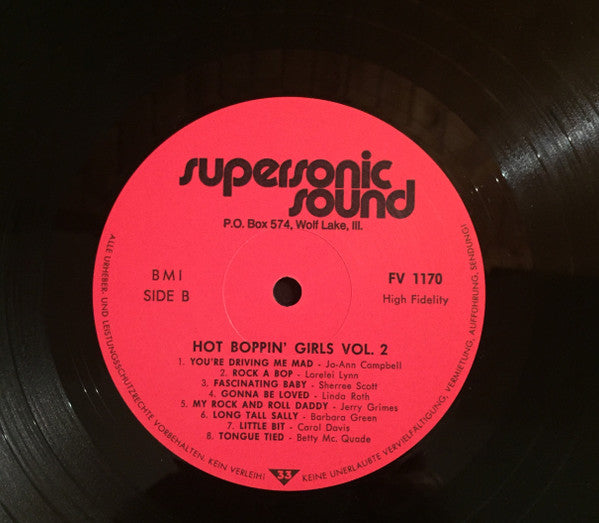 supersonic
sound
P.O. Box 574, Wolf Lake, Ill.
BMI
SIDE B
FV 1170
High Fidelity
HOT BOPPIN' GIRLS VOL. 2
1. YOU'RE DRIVING ME MAD - Jo-Ann Campbell
2. ROCK A BOP - Lorelei Lynn
3. FASCINATING BABY - Sherree Scott
4. GONNA BE LOVED - Linda Roth
5. MY ROCK AND ROLL DADDY - Jerry Grimes
6. LONG TALL SALLY - Barbara Green
7. LITTLE BIT - Carol Davis
8. TONGUE TIED - Betty Mc. Quade
33
ALLE URHEBER. UND LEISTUNGSSCHUTZRECHTE VORBEHALTEN. KEIN VERLEIH! KEINE UNERLAUBTE VERVIELFÄLTIGUNG, VERMIETUNG, AUFFÜHRUNG, SENDUNG!